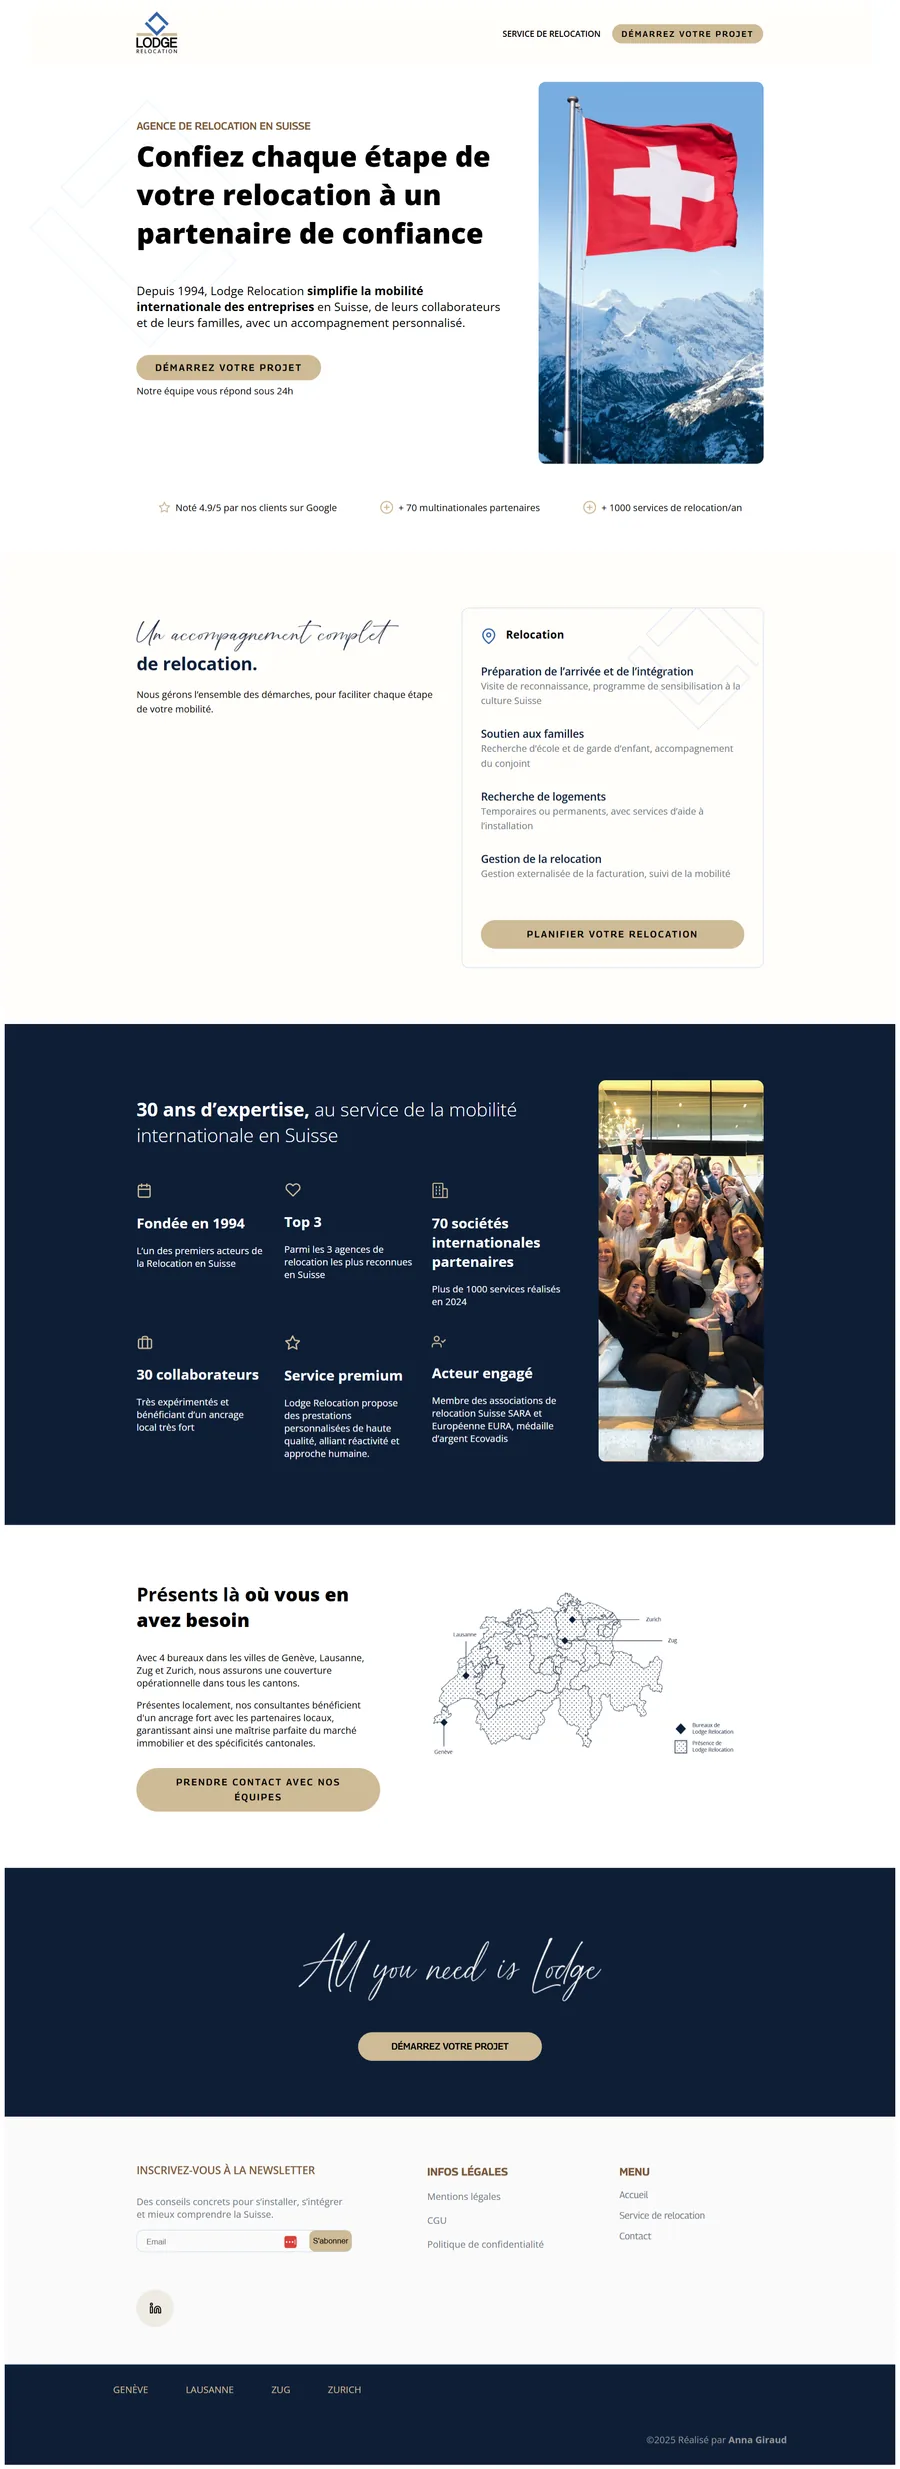 LODGE
RELOCATION
SERVICE DE RELOCATION
DÉMARREZ VOTRE PROJET
AGENCE DE RELOCATION EN SUISSE
Confiez chaque étape de
votre relocation à un
partenaire de confiance
Depuis 1994, Lodge Relocation simplifie la mobilité
internationale des entreprises en Suisse, de leurs collaborateurs
et de leurs familles, avec un accompagnement personnalisé.
DÉMARREZ VOTRE PROJET
Notre équipe vous répond sous 24h
Noté 4.9/5 par nos clients sur Google
+ 70 multinationales partenaires
+ 1000 services de relocation/an
Un accompagnement complet
de relocation.
Nous gérons l'ensemble des démarches, pour faciliter chaque étape
de votre mobilité.
Relocation
Préparation de l'arrivée et de l'intégration
Visite de reconnaissance, programme de sensibilisation à la
culture Suisse
Soutien aux familles
Recherche d'école et de garde d'enfant, accompagnement
du conjoint
Recherche de logements
Temporaires ou permanents, avec services d'aide à
l'installation
Gestion de la relocation
Gestion externalisée de la facturation, suivi de la mobilité
PLANIFIER VOTRE RELOCATION
30 ans d'expertise, au service de la mobilité
internationale en Suisse
Fondée en 1994
L'un des premiers acteurs de
la Relocation en Suisse
Top 3
Parmi les 3 agences de
relocation les plus reconnues
en Suisse
70 sociétés
internationales
partenaires
Plus de 1000 services réalisés
en 2024
30 collaborateurs
Très expérimentés et
bénéficiant d'un ancrage
local très fort
Service premium
Lodge Relocation propose
des prestations
personnalisées de haute
qualité, alliant réactivité et
approche humaine.
Acteur engagé
Membre des associations de
relocation Suisse SARA et
Européenne EURA, médaille
d'argent Ecovadis
Présents là où vous en
avez besoin
Avec 4 bureaux dans les villes de Genève, Lausanne,
Zug et Zurich, nous assurons une couverture
opérationnelle dans tous les cantons.
Présentes localement, nos consultantes bénéficient
d'un ancrage fort avec les partenaires locaux,
garantissant ainsi une maîtrise parfaite du marché
immobilier et des spécificités cantonales.
PRENDRE CONTACT AVEC NOS
ÉQUIPES
Zurich
Lausanne
Zug
Genève
Bureaux de
Lodge Relocation
Présence de
Lodge Relocation
All you need is Lodge
DÉMARREZ VOTRE PROJET
INSCRIVEZ-VOUS À LA NEWSLETTER
Des conseils concrets pour s'installer, s'intégrer
et mieux comprendre la Suisse.
Email
S'abonner
in
INFOS LÉGALES
Mentions légales
CGU
Politique de confidentialité
MENU
Accueil
Service de relocation
Contact
GENÈVE
LAUSANNE
ZUG
ZURICH
©2025 Réalisé par Anna Giraud